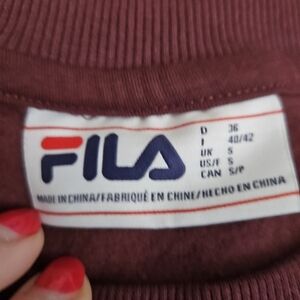 FILA
D 36
I 40/42
UK S
US/F S
CAN S/P
MADE IN CHINA/FABRIQUÉ EN CHINE/HECHO EN CHINA